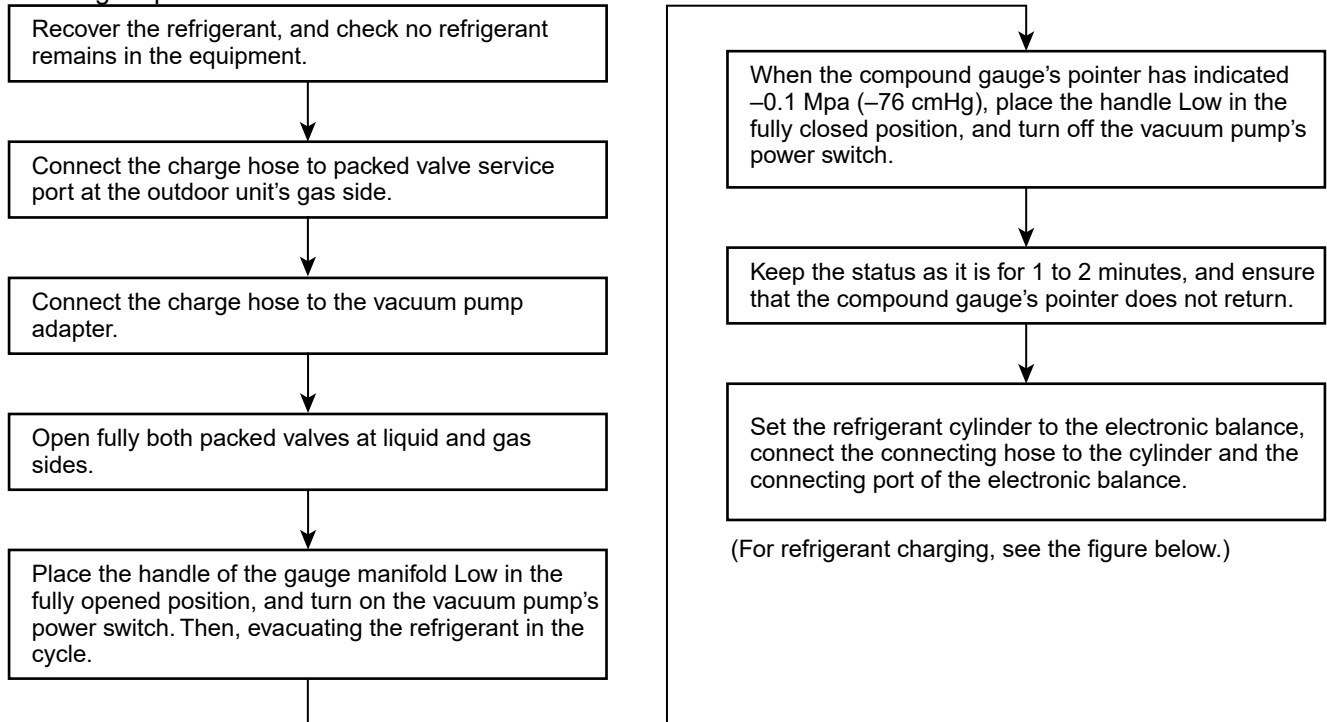 Recover the refrigerant, and check no refrigerant
remains in the equipment.
Connect the charge hose to packed valve service
port at the outdoor unit’s gas side.
Connect the charge hose to the vacuum pump
adapter.
Open fully both packed valves at liquid and gas
sides.
Place the handle of the gauge manifold Low in the
fully opened position, and turn on the vacuum pump’s
power switch. Then, evacuating the refrigerant in the
cycle.
When the compound gauge’s pointer has indicated
–0.1 Mpa (–76 cmHg), place the handle Low in the
fully closed position, and turn off the vacuum pump’s
power switch.
Keep the status as it is for 1 to 2 minutes, and ensure
that the compound gauge’s pointer does not return.
Set the refrigerant cylinder to the electronic balance,
connect the connecting hose to the cylinder and the
connecting port of the electronic balance.
(For refrigerant charging, see the figure below.)